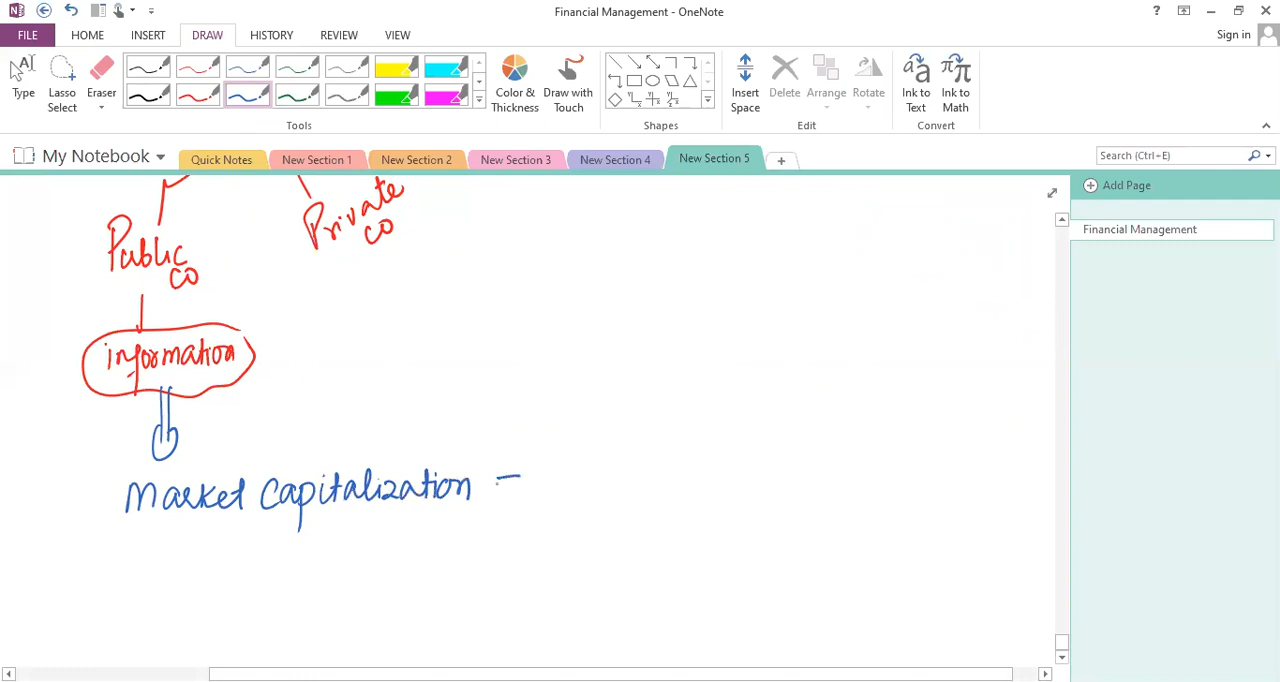 Financial Management - OneNote
?
FILE HOME INSERT DRAW HISTORY REVIEW VIEW
Sign in
Type
Lasso Select
Eraser
Color & Thickness
Draw with Touch
Insert Space
Delete
Arrange
Rotate
Ink to Text
Ink to Math
Tools
Shapes
Edit
Convert
My Notebook
Quick Notes
New Section 1
New Section 2
New Section 3
New Section 4
New Section 5
Search (Ctrl+E)
Add Page
Financial Management
Public CO
Private CO
information
Market Capitalization =